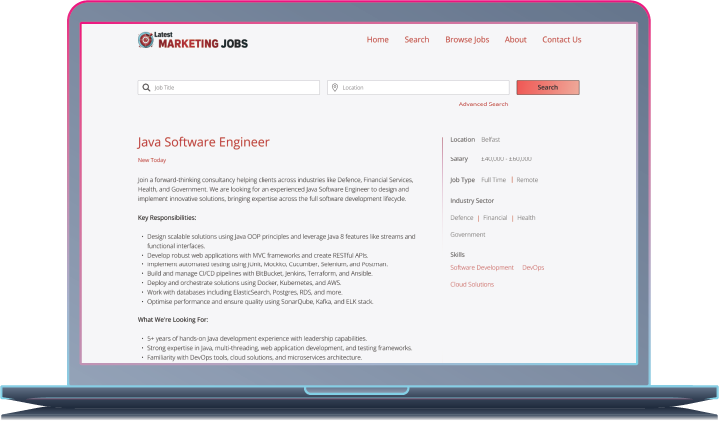 Latest
MARKETING JOBS
Home Search Browse Jobs About Contact Us
Job Title Location Search
Advanced Search
Java Software Engineer
New Today
Join a forward-thinking consultancy helping clients across industries like Defence, Financial Services,
Health, and Government. We are looking for an experienced Java Software Engineer to design and
implement innovative solutions, bringing expertise across the full software development lifecycle.
Key Responsibilities:
• Design scalable solutions using Java OOP principles and leverage Java 8 features like streams and
functional interfaces.
• Develop robust web applications with MVC frameworks and create RESTful APIs.
• Implement automated testing using JUnit, Mockito, Cucumber, Selenium, and Postman.
• Build and manage CI/CD pipelines with BitBucket, Jenkins, Terraform, and Ansible.
• Deploy and orchestrate solutions using Docker, Kubernetes, and AWS.
• Work with databases including ElasticSearch, Postgres, RDS, and more.
• Optimise performance and ensure quality using SonarQube, Kafka, and ELK stack.
What We're Looking For:
• 5+ years of hands-on Java development experience with leadership capabilities.
• Strong expertise in Java, multi-threading, web application development, and testing frameworks.
• Familiarity with DevOps tools, cloud solutions, and microservices architecture.
Location Belfast
Salary £40,000 - £60,000
Job Type Full Time | Remote
Industry Sector
Defence | Financial | Health
Government
Skills
Software Development DevOps
Cloud Solutions